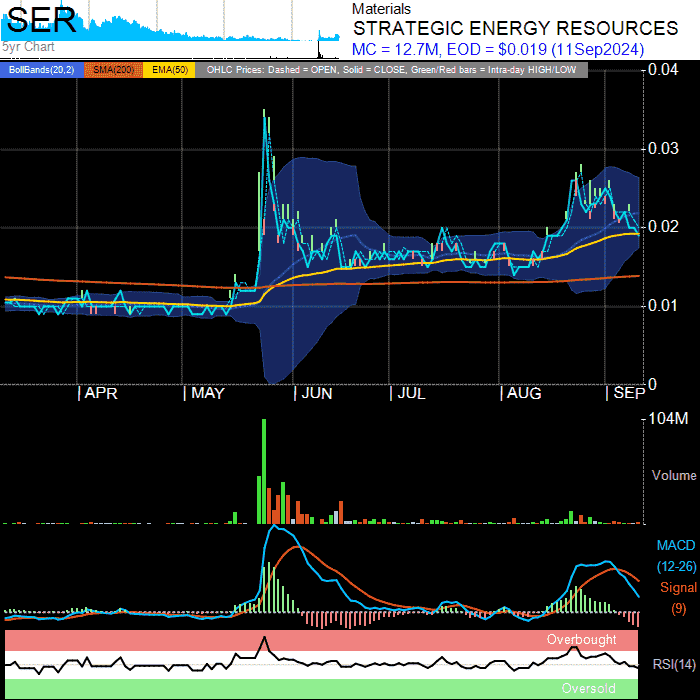 SER
5yr Chart
Materials
STRATEGIC ENERGY RESOURCES
MC = 12.7M, EOD = $0.019 (11Sep2024)
BollBands(20,2) SMA(200) EMA(50) OHLC Prices: Dashed = OPEN, Solid = CLOSE, Green/Red bars = Intra-day HIGH/LOW
0.04
0.03
0.02
0.01
0
APR MAY JUN JUL AUG SEP
104M
Volume
MACD
(12-26)
Signal
(9)
Overbought
RSI(14)
Oversold